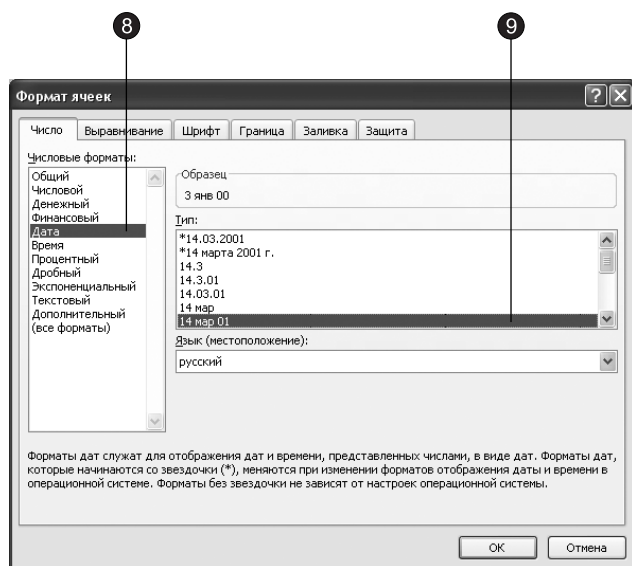 8 9
Формат ячеек
Число Выравнивание Шрифт Граница Заливка Защита
Числовые форматы:
Общий
Числовой
Денежный
Финансовый
Дата
Время
Процентный
Дробный
Экспоненциальный
Текстовый
Дополнительный
(все форматы)
Образец
3 янв 00
Тип:
*14.03.2001
*14 марта 2001 г.
14.3
14.3.01
14.03.01
14 мар
14 мар 01
Язык (местоположение):
русский
Форматы дат служат для отображения дат и времени, представленных числами, в виде дат. Форматы дат,
которые начинаются со звездочки (*), меняются при изменении форматов отображения даты и времени в
операционной системе. Форматы без звездочки не зависят от настроек операционной системы.
ОК Отмена